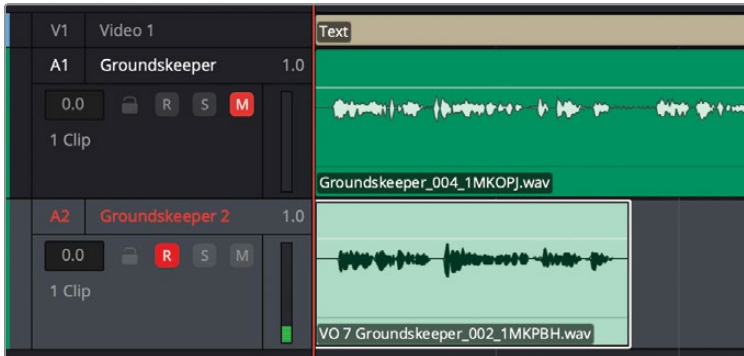 V1 Video 1 Text
A1 Groundskeeper 1.0
0.0 R S M
1 Clip
Groundskeeper_004_1MKOPJ.wav
A2 Groundskeeper 2 1.0
0.0 R S M
1 Clip
VO 7 Groundskeeper_002_1MKPBH.wav